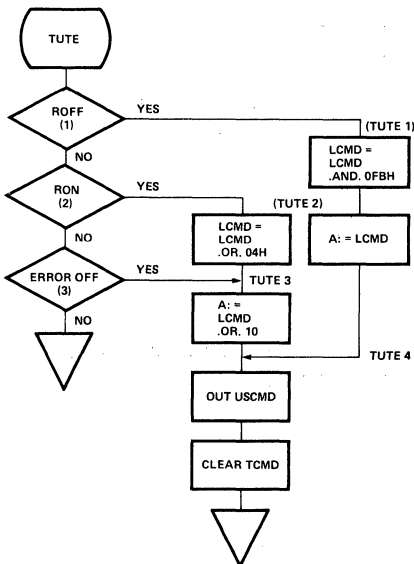 TUTE
ROFF
(1)
YES
(TUTE 1)
LCMD =
LCMD
.AND. 0FBH
NO
RON
(2)
YES
(TUTE 2)
LCMD =
LCMD
.OR. 04H
A: = LCMD
NO
ERROR OFF
(3)
YES
TUTE 3
NO
A: =
LCMD
.OR. 10
TUTE 4
OUT USCMD
CLEAR TCMD